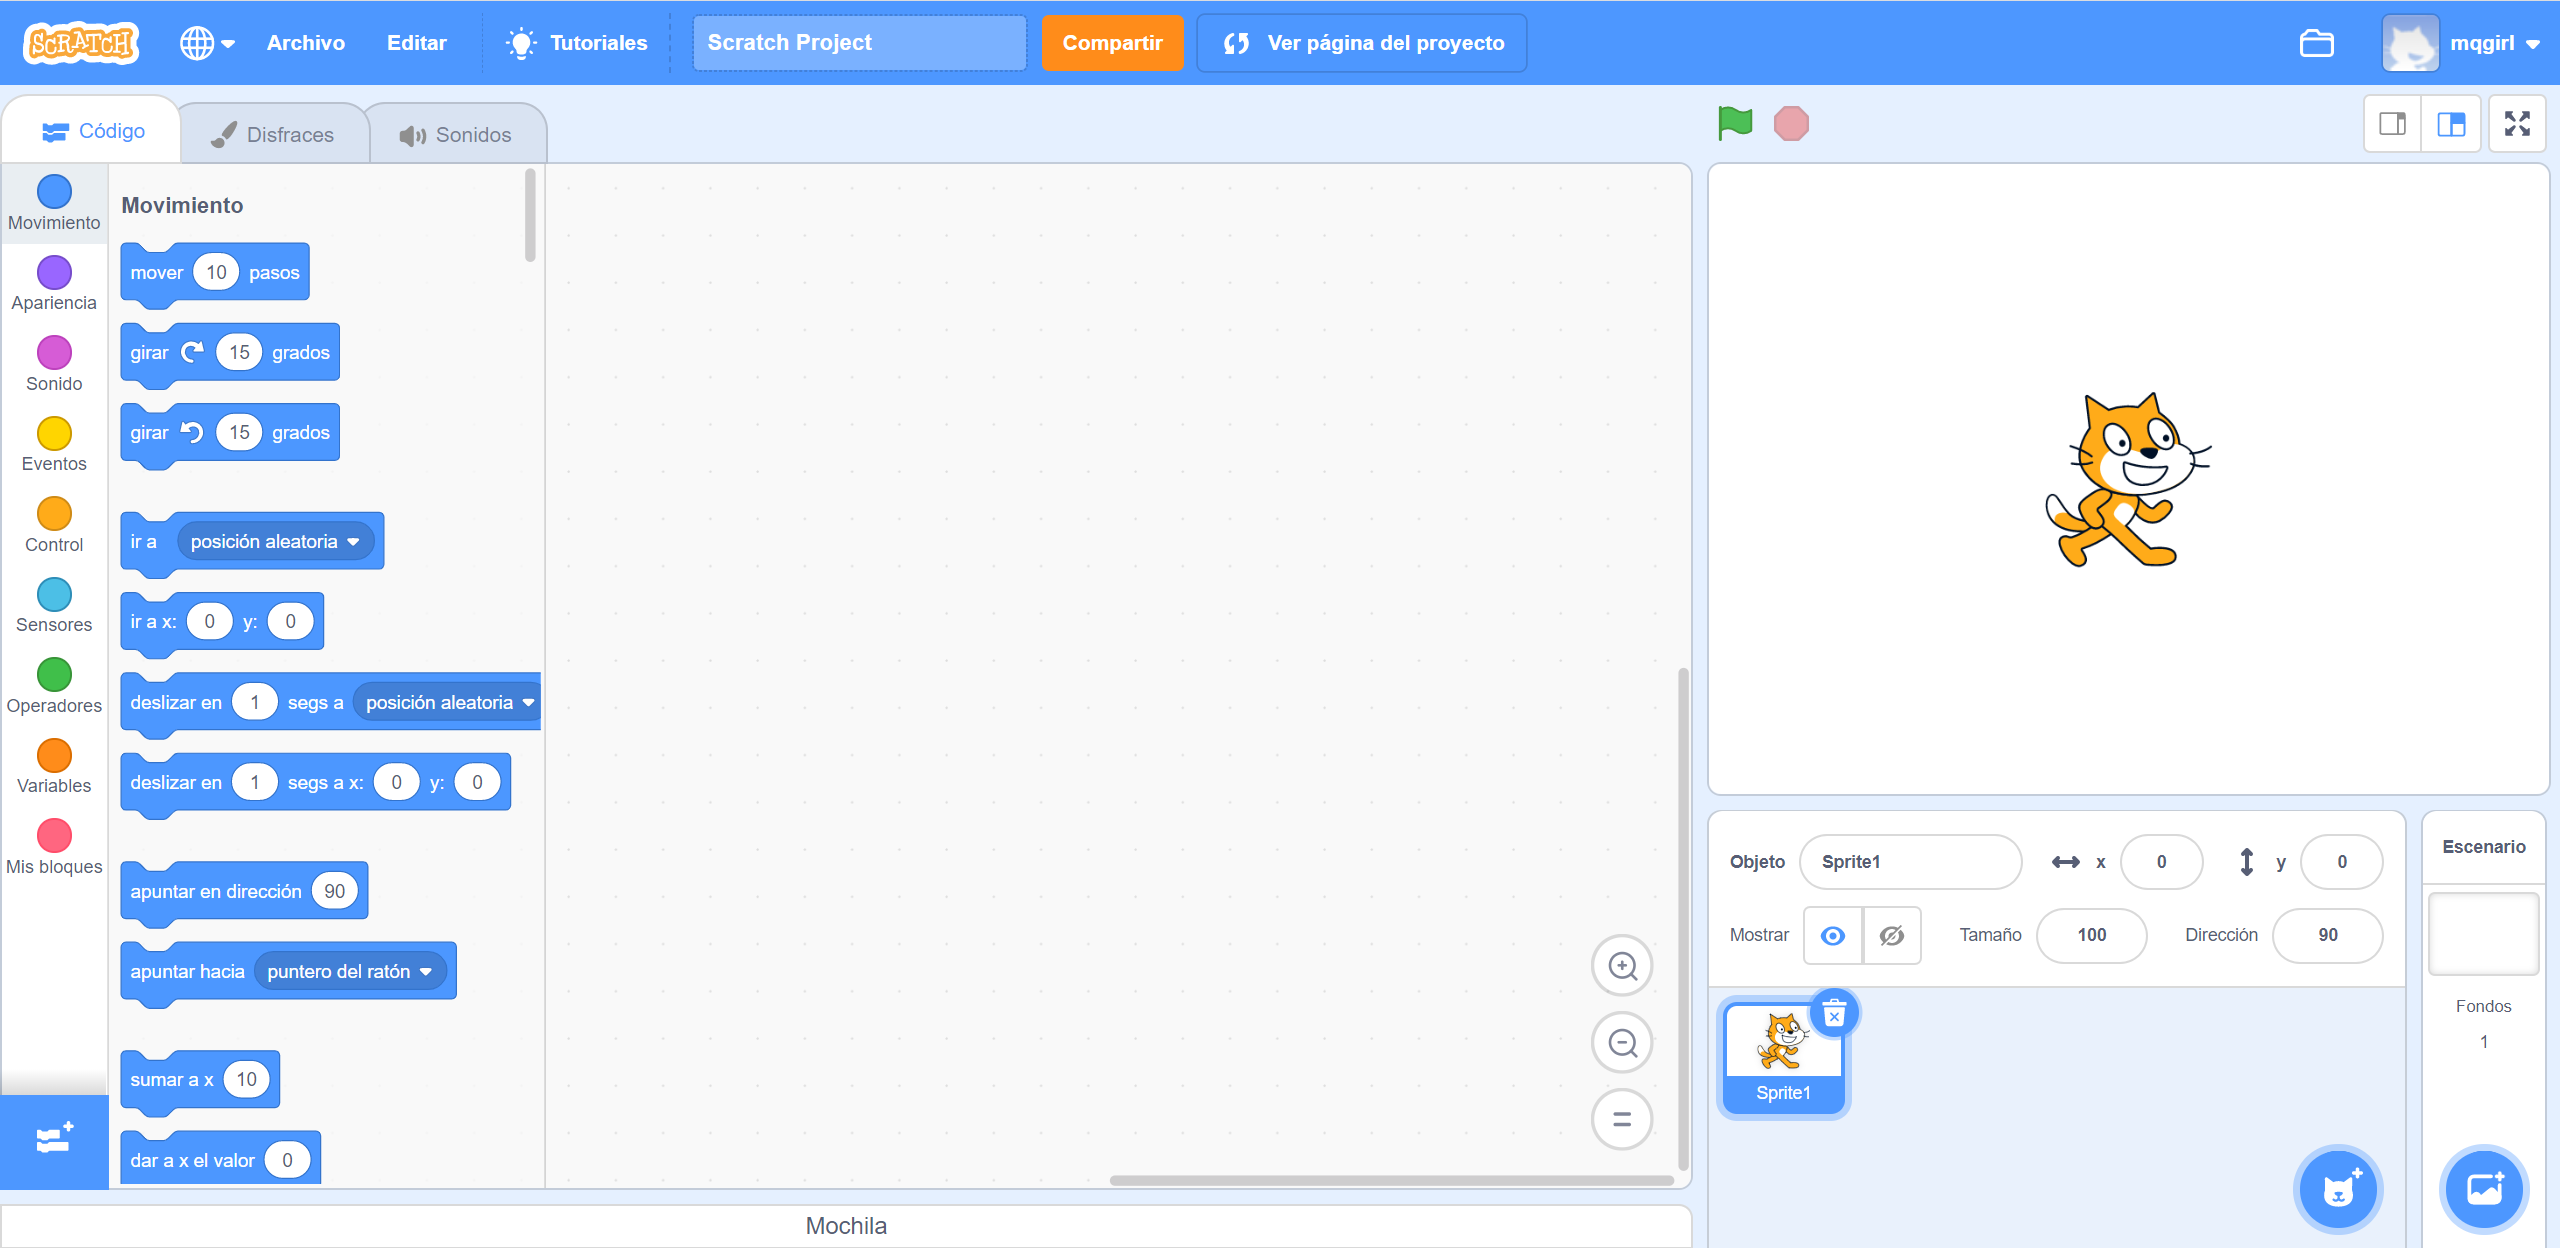 SCRATCH Archivo Editar Tutoriales Scratch Project Compartir Ver página del proyecto mqgirl
Código Disfraces Sonidos
Movimiento
Apariencia
Sonido
Eventos
Control
Sensores
Operadores
Variables
Mis bloques
Movimiento
mover 10 pasos
girar 15 grados
girar 15 grados
ir a posición aleatoria
ir a x: 0 y: 0
deslizar en 1 segs a posición aleatoria
deslizar en 1 segs a x: 0 y: 0
apuntar en dirección 90
apuntar hacia puntero del ratón
sumar a x 10
dar a x el valor 0
Mochila
Objeto Sprite1 x 0 y 0
Mostrar Tamaño 100 Dirección 90
Sprite1
Escenario
Fondos
1